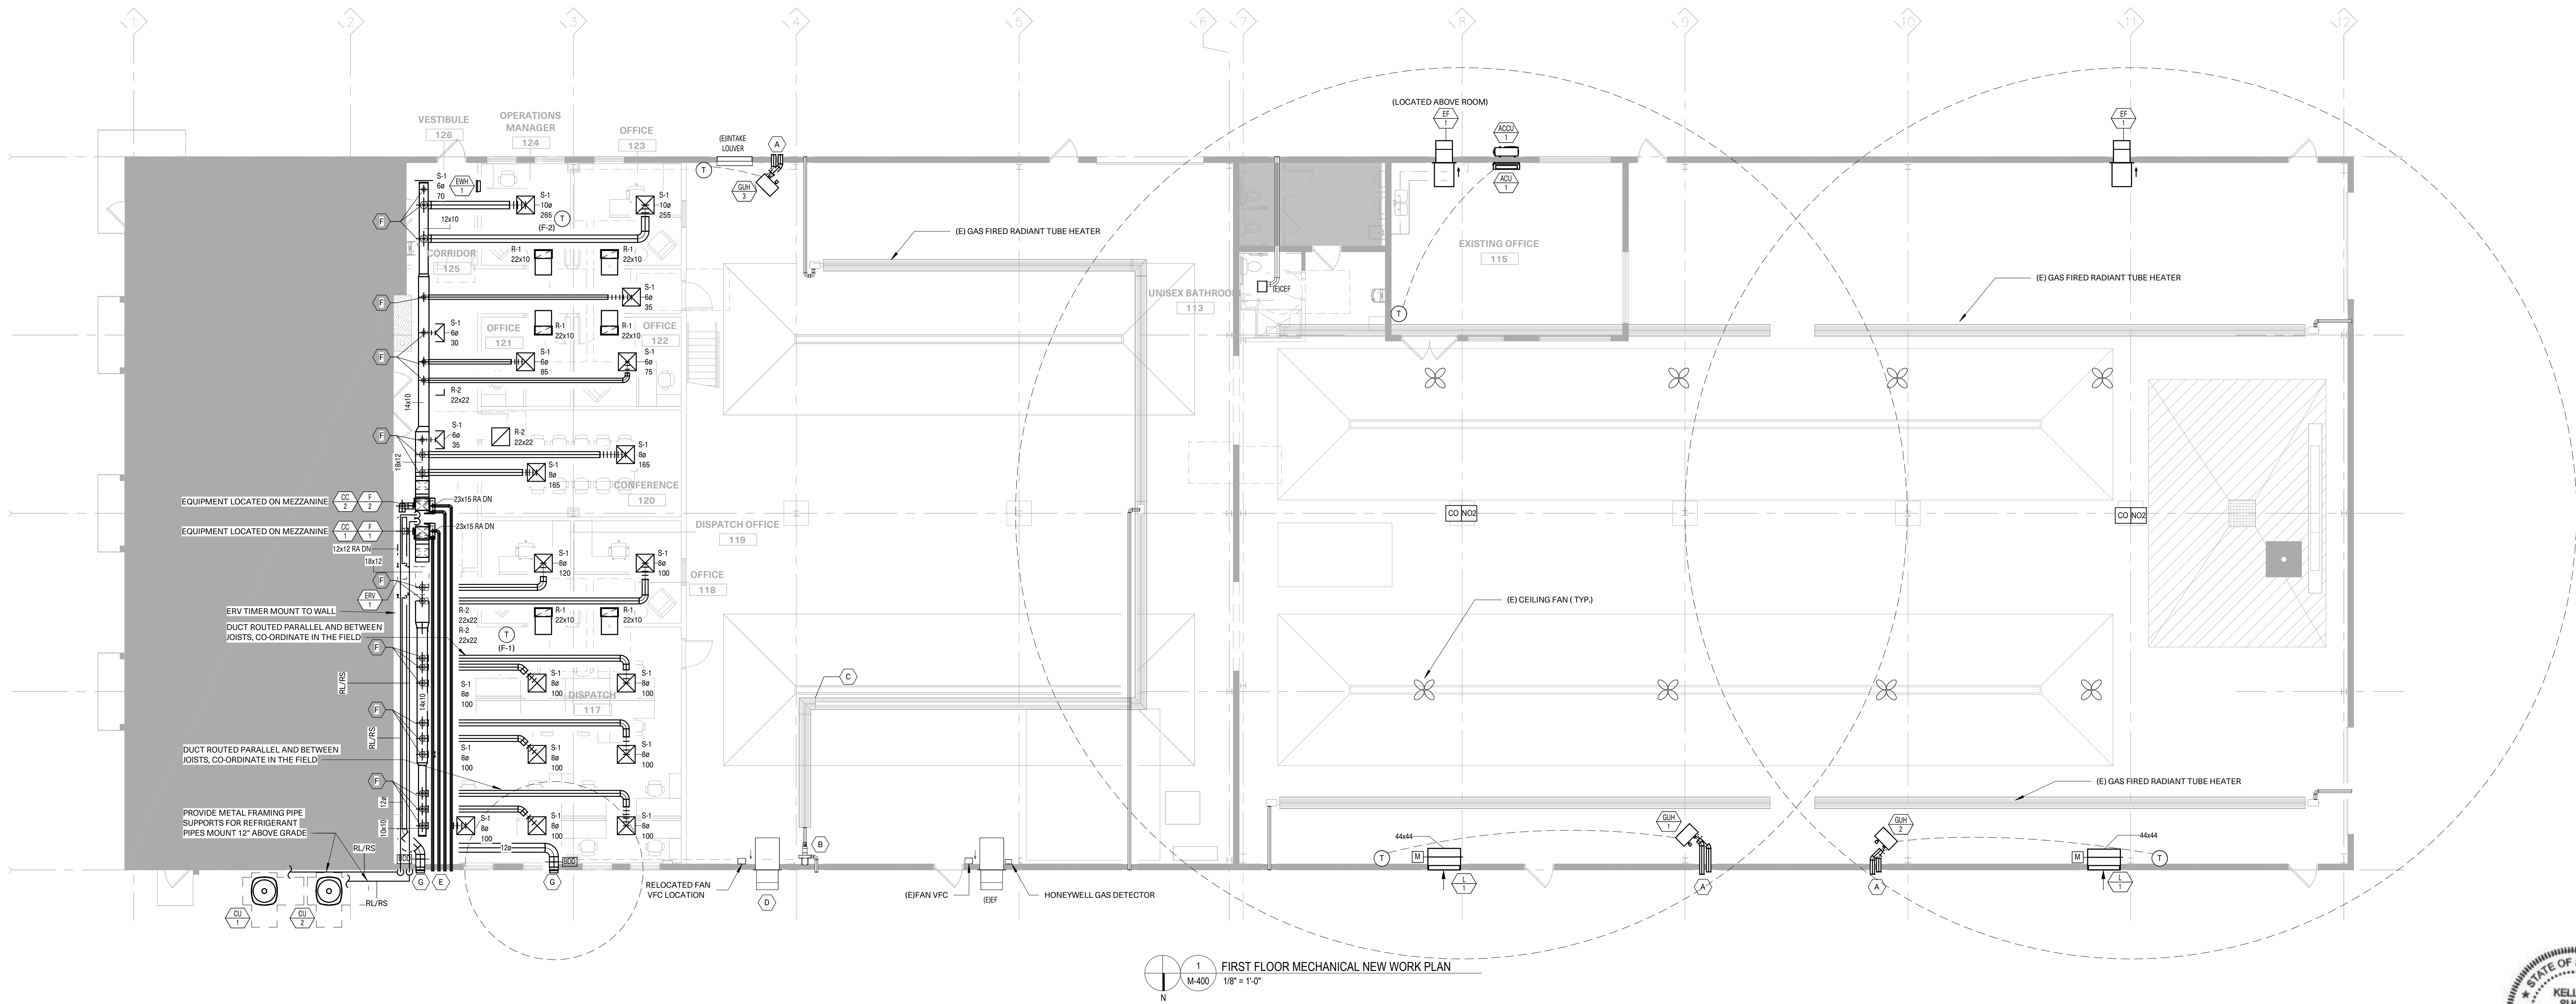 1
2
3
4
5
6
7
8
9
10
11
12
(LOCATED ABOVE ROOM)
EF
1
ACCU
1
ACU
1
EF
1
VESTIBULE
126
OPERATIONS
MANAGER
124
OFFICE
123
(E)INTAKE
LOUVER
A
T
GUH
3
S-1
6ø
70
EWH
1
S-1
10ø
265
T
(F-2)
S-1
10ø
255
F
12x10
(E) GAS FIRED RADIANT TUBE HEATER
EXISTING OFFICE
115
CORRIDOR
125
R-1
22x10
R-1
22x10
(E) GAS FIRED RADIANT TUBE HEATER
F
S-1
6ø
35
UNISEX BATHROOM
113
(E)CEF
T
S-1
6ø
30
OFFICE
121
R-1
22x10
R-1
22x10
OFFICE
122
F
S-1
6ø
85
S-1
6ø
75
R-2
22x22
14x10
S-1
6ø
35
F
R-2
22x22
S-1
8ø
165
18x12
S-1
8ø
165
CONFERENCE
120
EQUIPMENT LOCATED ON MEZZANINE
CC
2
F
2
23x15 RA DN
EQUIPMENT LOCATED ON MEZZANINE
CC
1
F
1
23x15 RA DN
DISPATCH OFFICE
119
CO NO2
CO NO2
12x12 RA DN
18x12
S-1
8ø
120
S-1
8ø
100
OFFICE
118
F
ERV
1
ERV TIMER MOUNT TO WALL
R-2
22x22
R-1
22x10
R-1
22x10
(E) CEILING FAN ( TYP.)
DUCT ROUTED PARALLEL AND BETWEEN
JOISTS, CO-ORDINATE IN THE FIELD
R-2
22x22
T
(F-1)
F
RL/RS
S-1
8ø
100
14x10
S-1
8ø
100
S-1
8ø
100
DISPATCH
117
C
F
RL/RS
S-1
8ø
100
S-1
8ø
100
S-1
8ø
100
DUCT ROUTED PARALLEL AND BETWEEN
JOISTS, CO-ORDINATE IN THE FIELD
F
(E) GAS FIRED RADIANT TUBE HEATER
12ø
10x10
PROVIDE METAL FRAMING PIPE
SUPPORTS FOR REFRIGERANT
PIPES MOUNT 12" ABOVE GRADE
S-1
8ø
100
S-1
8ø
100
S-1
8ø
100
RL/RS
BDD
12ø
BDD
B
GUH
1
GUH
2
44x44
T
M
44x44
M
T
G
E
G
RELOCATED FAN
VFC LOCATION
D
(E)FAN VFC
(E)EF
HONEYWELL GAS DETECTOR
L
1
A
A
L
1
RL/RS
CU
1
CU
2
N
1
M-400
FIRST FLOOR MECHANICAL NEW WORK PLAN
1/8" = 1'-0"
STATE OF
KELL